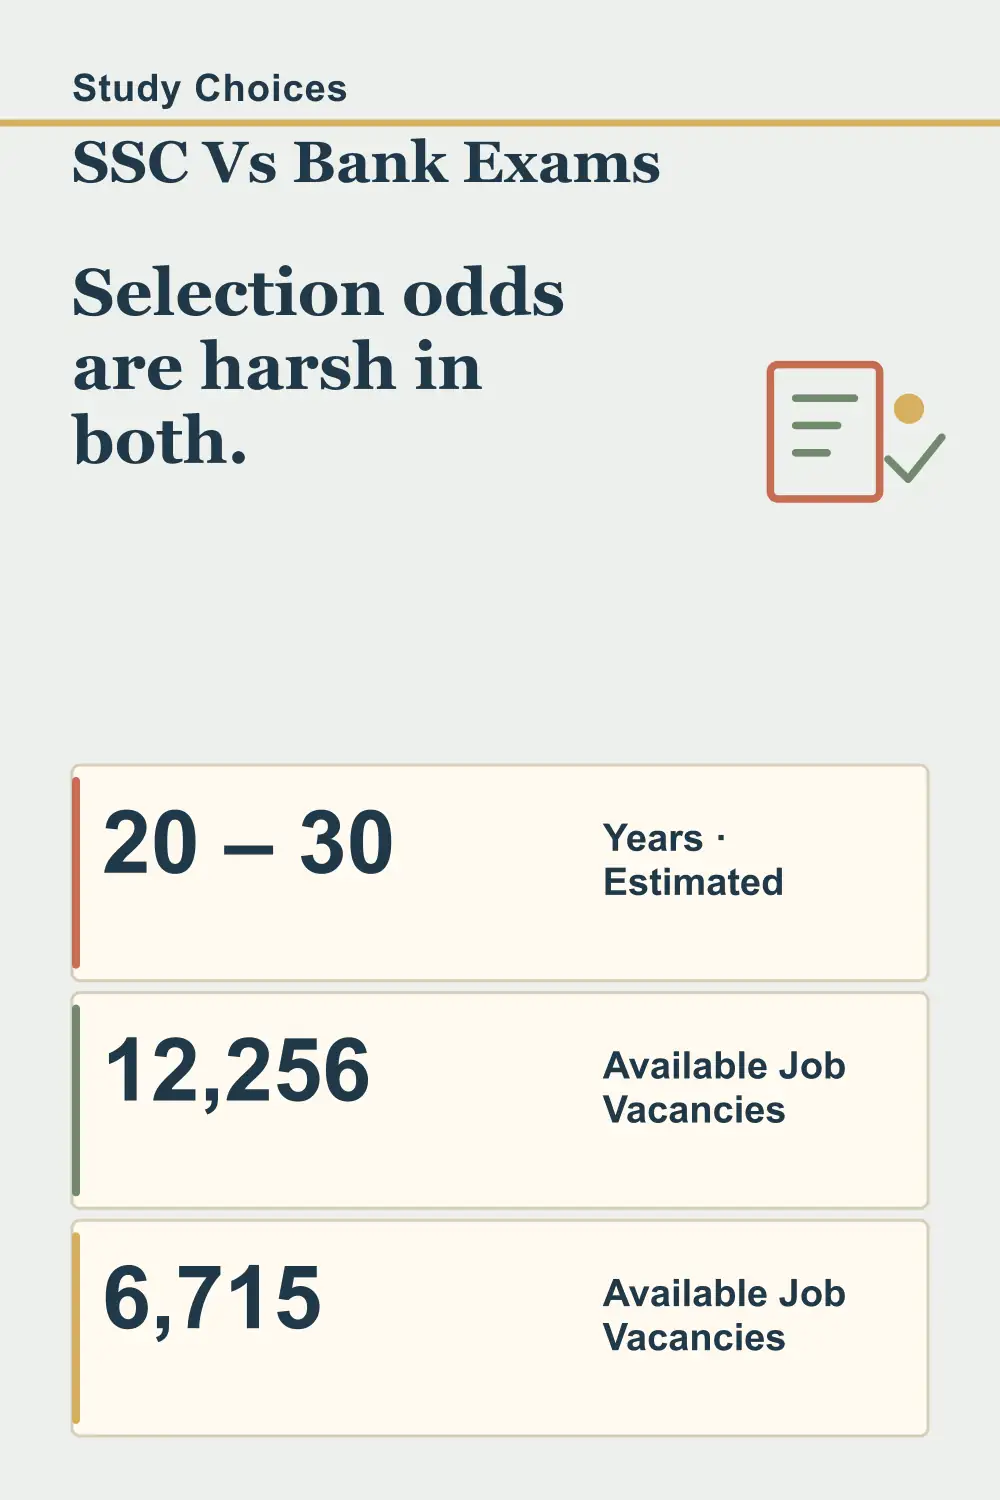 Study Choices
SSC Vs Bank Exams
Selection odds
are harsh in
both.
20 – 30
Years ·
Estimated
12,256
Available Job
Vacancies
6,715
Available Job
Vacancies